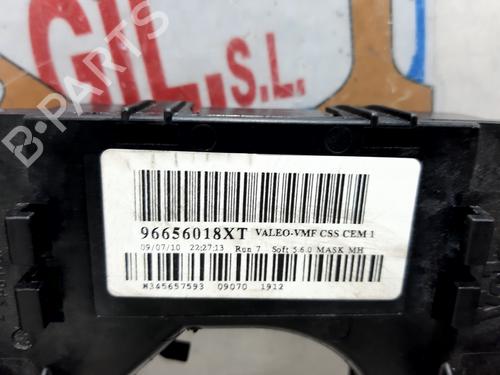 GIL, S.L.
B-PARTS
96656018XT VALEO-VMF CSS CEM 1
09/07/10 22:27:13 Run 7 Soft 5.6.0 MASK MH
M345657593 09070 1912